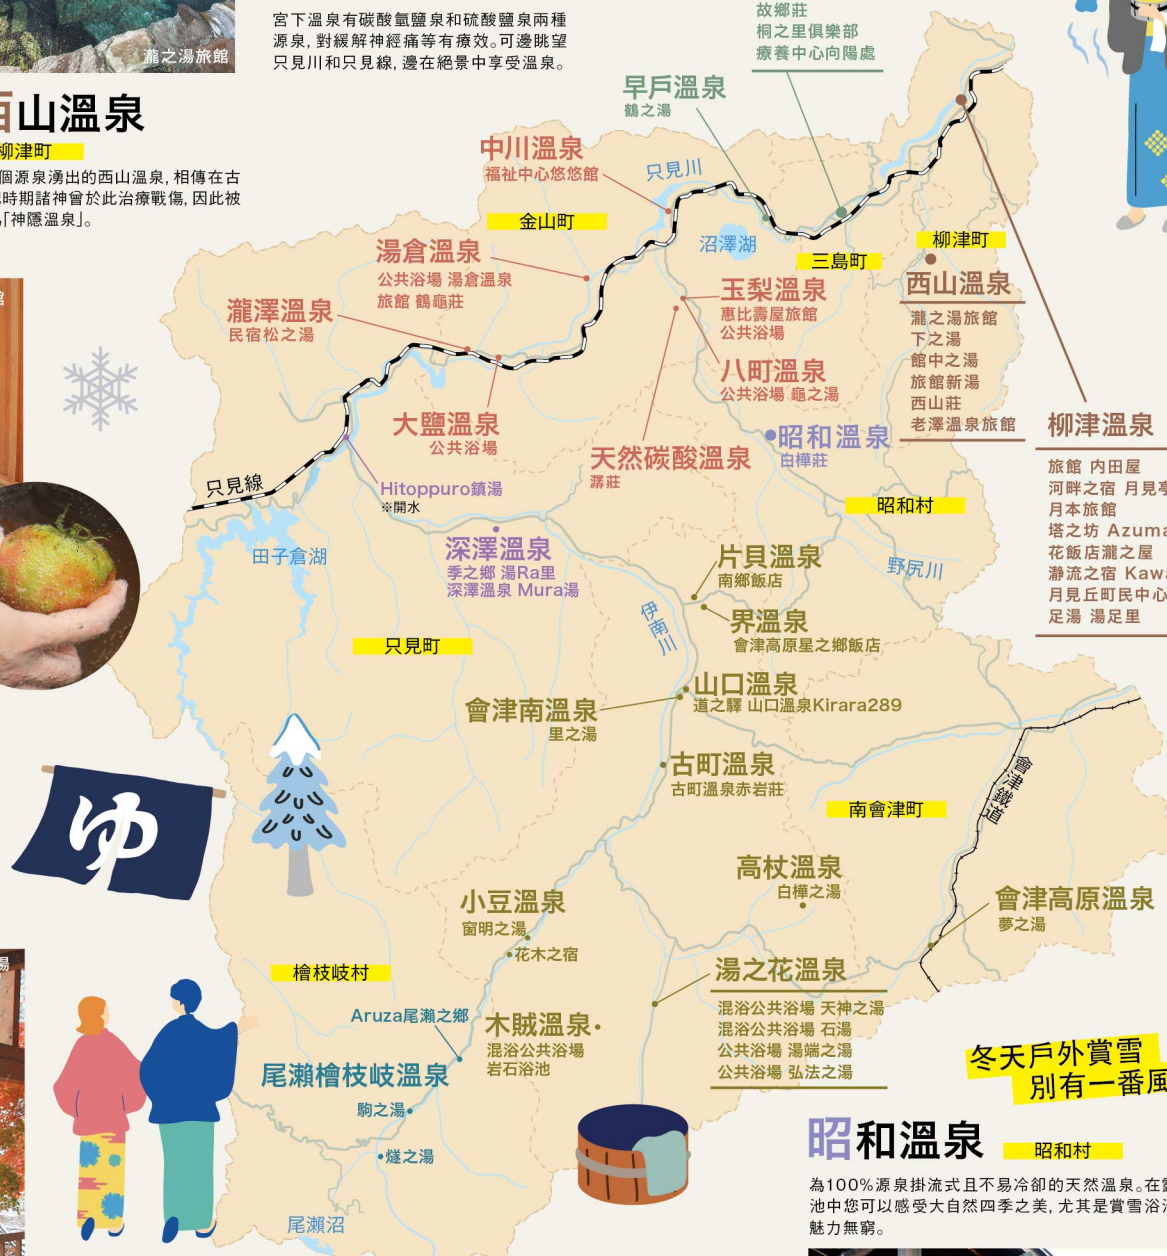 瀧之湯旅館
宮下溫泉有碳酸氫鹽泉和硫酸鹽泉兩種
源泉,對緩解神經痛等有療效。可邊眺望
只見川和只見線,邊在絕景中享受溫泉。
故鄉莊
桐之里俱樂部
療養中心向陽處
西山溫泉
柳津町
個源泉湧出的西山溫泉,相傳在古
時期諸神曾於此治療戰傷,因此被
「神隱溫泉」。
早戶溫泉
鶴之湯
中川溫泉
福祉中心悠悠館
只見川
金山町
沼澤湖
三島町
柳津町
湯倉溫泉
公共浴場 湯倉溫泉
旅館 鶴龜莊
瀧澤溫泉
民宿松之湯
玉梨溫泉
惠比壽屋旅館
公共浴場
八町溫泉
公共浴場 龜之湯
西山溫泉
瀧之湯旅館
下之湯
館中之湯
旅館新湯
西山莊
老澤溫泉旅館
大鹽溫泉
公共浴場
天然碳酸溫泉
潺莊
昭和溫泉
白樺莊
柳津溫泉
旅館 內田屋
河畔之宿 月見亭
月本旅館
塔之坊 Azuma
花飯店瀧之屋
瀞流之宿 Kawa
月見丘町民中心
足湯 湯足里
只見線
Hitoppuro鎮湯
※開水
昭和村
田子倉湖
深澤溫泉
季之鄉 湯Ra里
深澤溫泉 Mura湯
片貝溫泉
南鄉飯店
野尻川
伊南川
界溫泉
會津高原星之鄉飯店
只見町
山口溫泉
道之驛 山口溫泉Kirara289
會津南溫泉
里之湯
古町溫泉
古町溫泉赤岩莊
會津鐵道
南會津町
ゆ
高杖溫泉
白樺之湯
會津高原溫泉
夢之湯
小豆溫泉
窗明之湯
花木之宿
檜枝岐村
湯之花溫泉
混浴公共浴場 天神之湯
混浴公共浴場 石湯
公共浴場 湯端之湯
公共浴場 弘法之湯
Aruza尾瀨之鄉
木賊溫泉
混浴公共浴場
岩石浴池
尾瀨檜枝岐溫泉
駒之湯
燧之湯
尾瀨沼
冬天戶外賞雪
別有一番風
昭和溫泉
昭和村
為100%源泉掛流式且不易冷卻的天然溫泉。在露
池中您可以感受大自然四季之美,尤其是賞雪浴
魅力無窮。